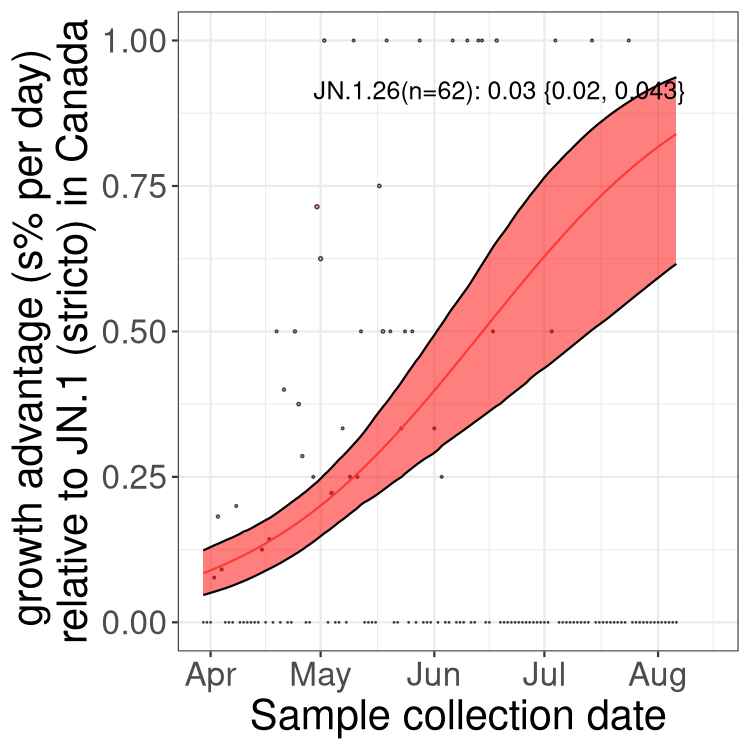 growth advantage (s% per day)
relative to JN.1 (stricto) in Canada
1.00
0.75
0.50
0.25
0.00
JN.1.26(n=62): 0.03 {0.02, 0.043}
Apr May Jun Jul Aug
Sample collection date